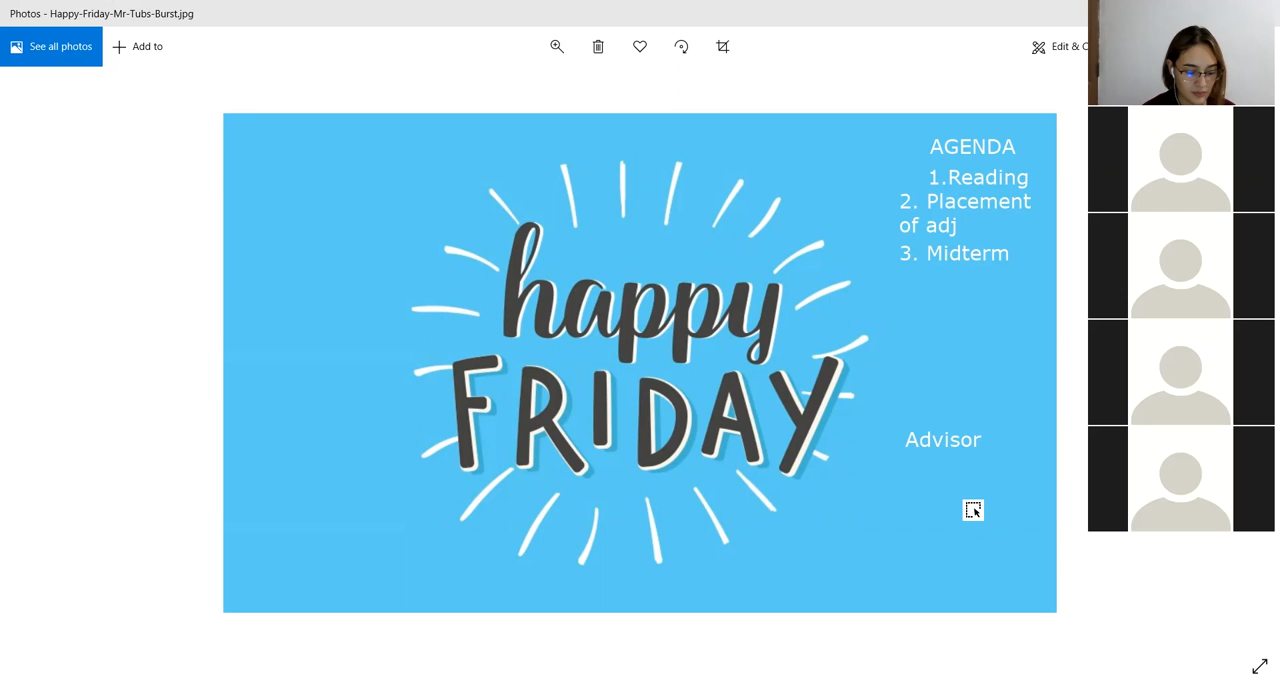 Photos - Happy-Friday-Mr-Tubs-Burst.jpg
See all photos
Add to
Edit & C
AGENDA
1.Reading
2. Placement
of adj
3. Midterm
happy
FRIDAY
Advisor